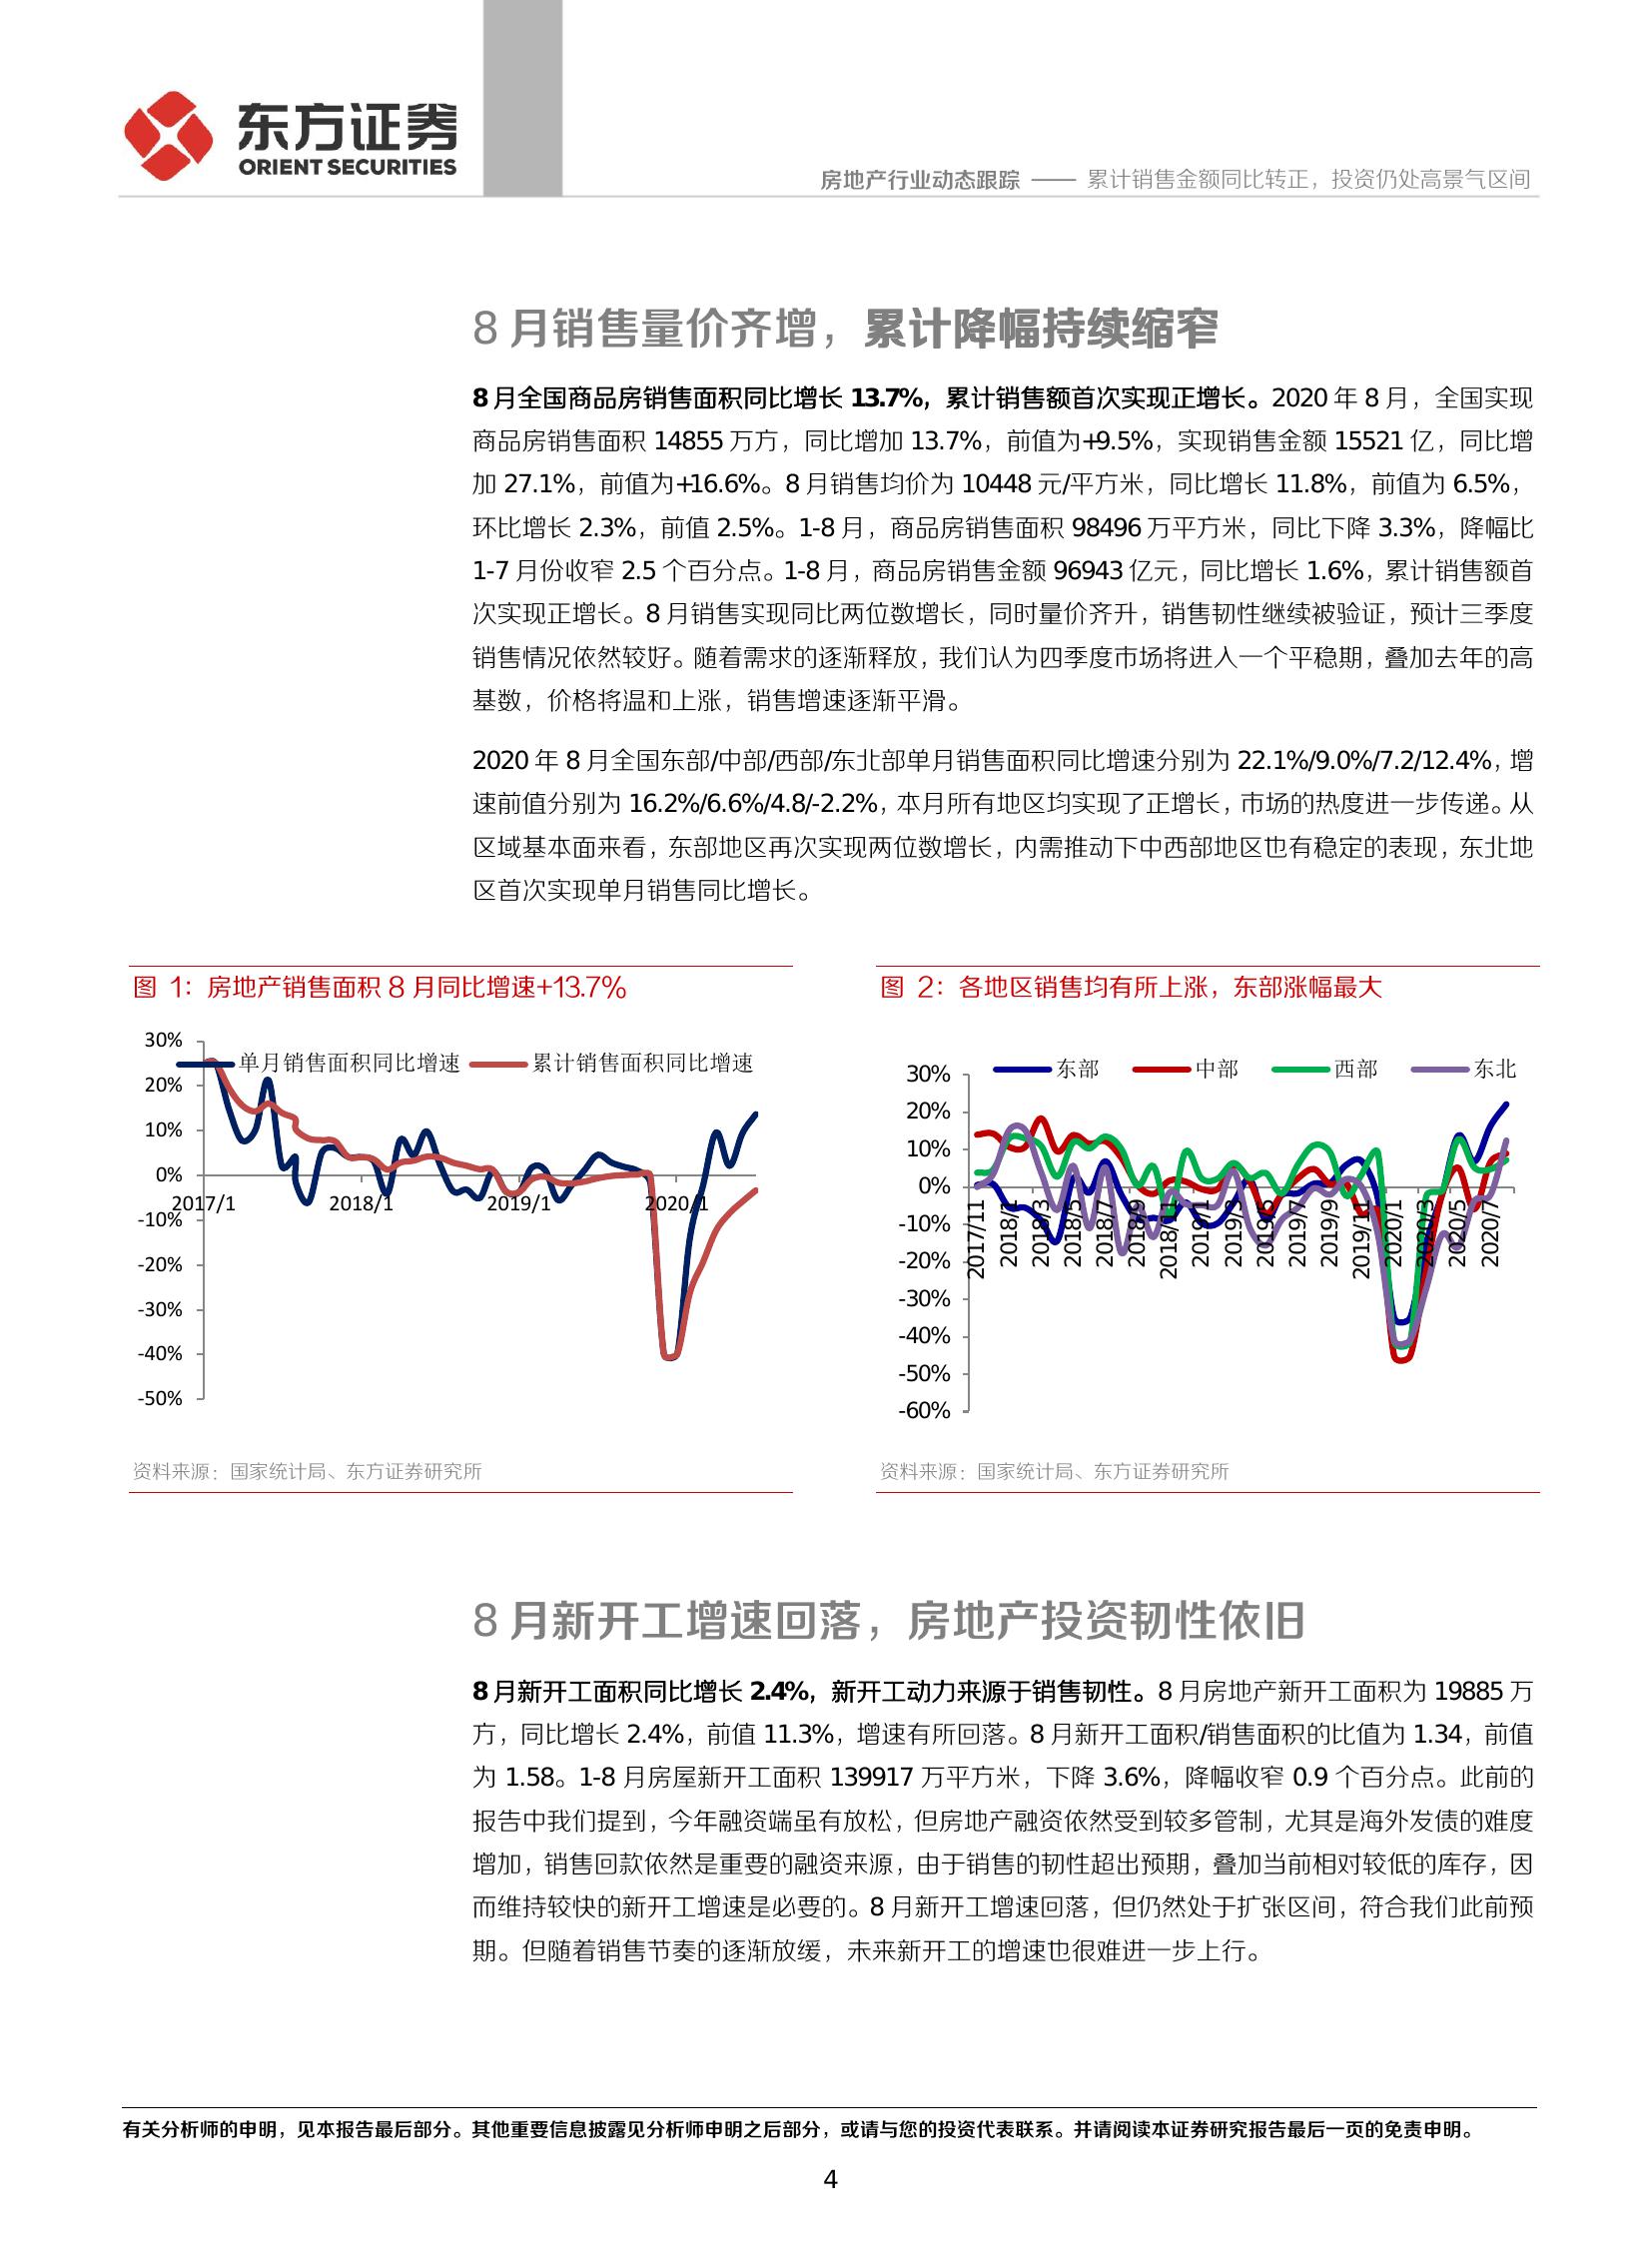 东方证券
ORIENT SECURITIES
房地产行业动态跟踪 —— 累计销售金额同比转正，投资仍处高景气区间
8 月销售量价齐增，累计降幅持续缩窄
8 月全国商品房销售面积同比增长 13.7%，累计销售额首次实现正增长。2020 年 8 月，全国实现
商品房销售面积 14855 万方，同比增加 13.7%，前值为+9.5%，实现销售金额 15521 亿，同比增
加 27.1%，前值为+16.6%。8 月销售均价为 10448 元/平方米，同比增长 11.8%，前值为 6.5%，
环比增长 2.3%，前值 2.5%。1-8 月，商品房销售面积 98496 万平方米，同比下降 3.3%，降幅比
1-7 月份收窄 2.5 个百分点。1-8 月，商品房销售金额 96943 亿元，同比增长 1.6%，累计销售额首
次实现正增长。8 月销售实现同比两位数增长，同时量价齐升，销售韧性继续被验证，预计三季度
销售情况依然较好。随着需求的逐渐释放，我们认为四季度市场将进入一个平稳期，叠加去年的高
基数，价格将温和上涨，销售增速逐渐平滑。
2020 年 8 月全国东部/中部/西部/东北部单月销售面积同比增速分别为 22.1%/9.0%/7.2/12.4%，增
速前值分别为 16.2%/6.6%/4.8/-2.2%，本月所有地区均实现了正增长，市场的热度进一步传递。从
区域基本面来看，东部地区再次实现两位数增长，内需推动下中西部地区也有稳定的表现，东北地
区首次实现单月销售同比增长。
图 1：房地产销售面积 8 月同比增速+13.7%
单月销售面积同比增速 累计销售面积同比增速
30%
20%
10%
0%
-10%
-20%
-30%
-40%
-50%
2017/1 2018/1 2019/1 2020/1
资料来源：国家统计局、东方证券研究所
图 2：各地区销售均有所上涨，东部涨幅最大
东部 中部 西部 东北
30%
20%
10%
0%
-10%
-20%
-30%
-40%
-50%
-60%
2017/11 2018/1 2018/3 2018/5 2018/7 2018/9 2018/11 2019/1 2019/3 2019/5 2019/7 2019/9 2019/11 2020/1 2020/3 2020/5 2020/7
资料来源：国家统计局、东方证券研究所
8 月新开工增速回落，房地产投资韧性依旧
8 月新开工面积同比增长 2.4%，新开工动力来源于销售韧性。8 月房地产新开工面积为 19885 万
方，同比增长 2.4%，前值 11.3%，增速有所回落。8 月新开工面积/销售面积的比值为 1.34，前值
为 1.58。1-8 月房屋新开工面积 139917 万平方米，下降 3.6%，降幅收窄 0.9 个百分点。此前的
报告中我们提到，今年融资端虽有放松，但房地产融资依然受到较多管制，尤其是海外发债的难度
增加，销售回款依然是重要的融资来源，由于销售的韧性超出预期，叠加当前相对较低的库存，因
而维持较快的新开工增速是必要的。8 月新开工增速回落，但仍然处于扩张区间，符合我们此前预
期。但随着销售节奏的逐渐放缓，未来新开工的增速也很难进一步上行。
有关分析师的申明，见本报告最后部分。其他重要信息披露见分析师申明之后部分，或请与您的投资代表联系。并请阅读本证券研究报告最后一页的免责申明。
4